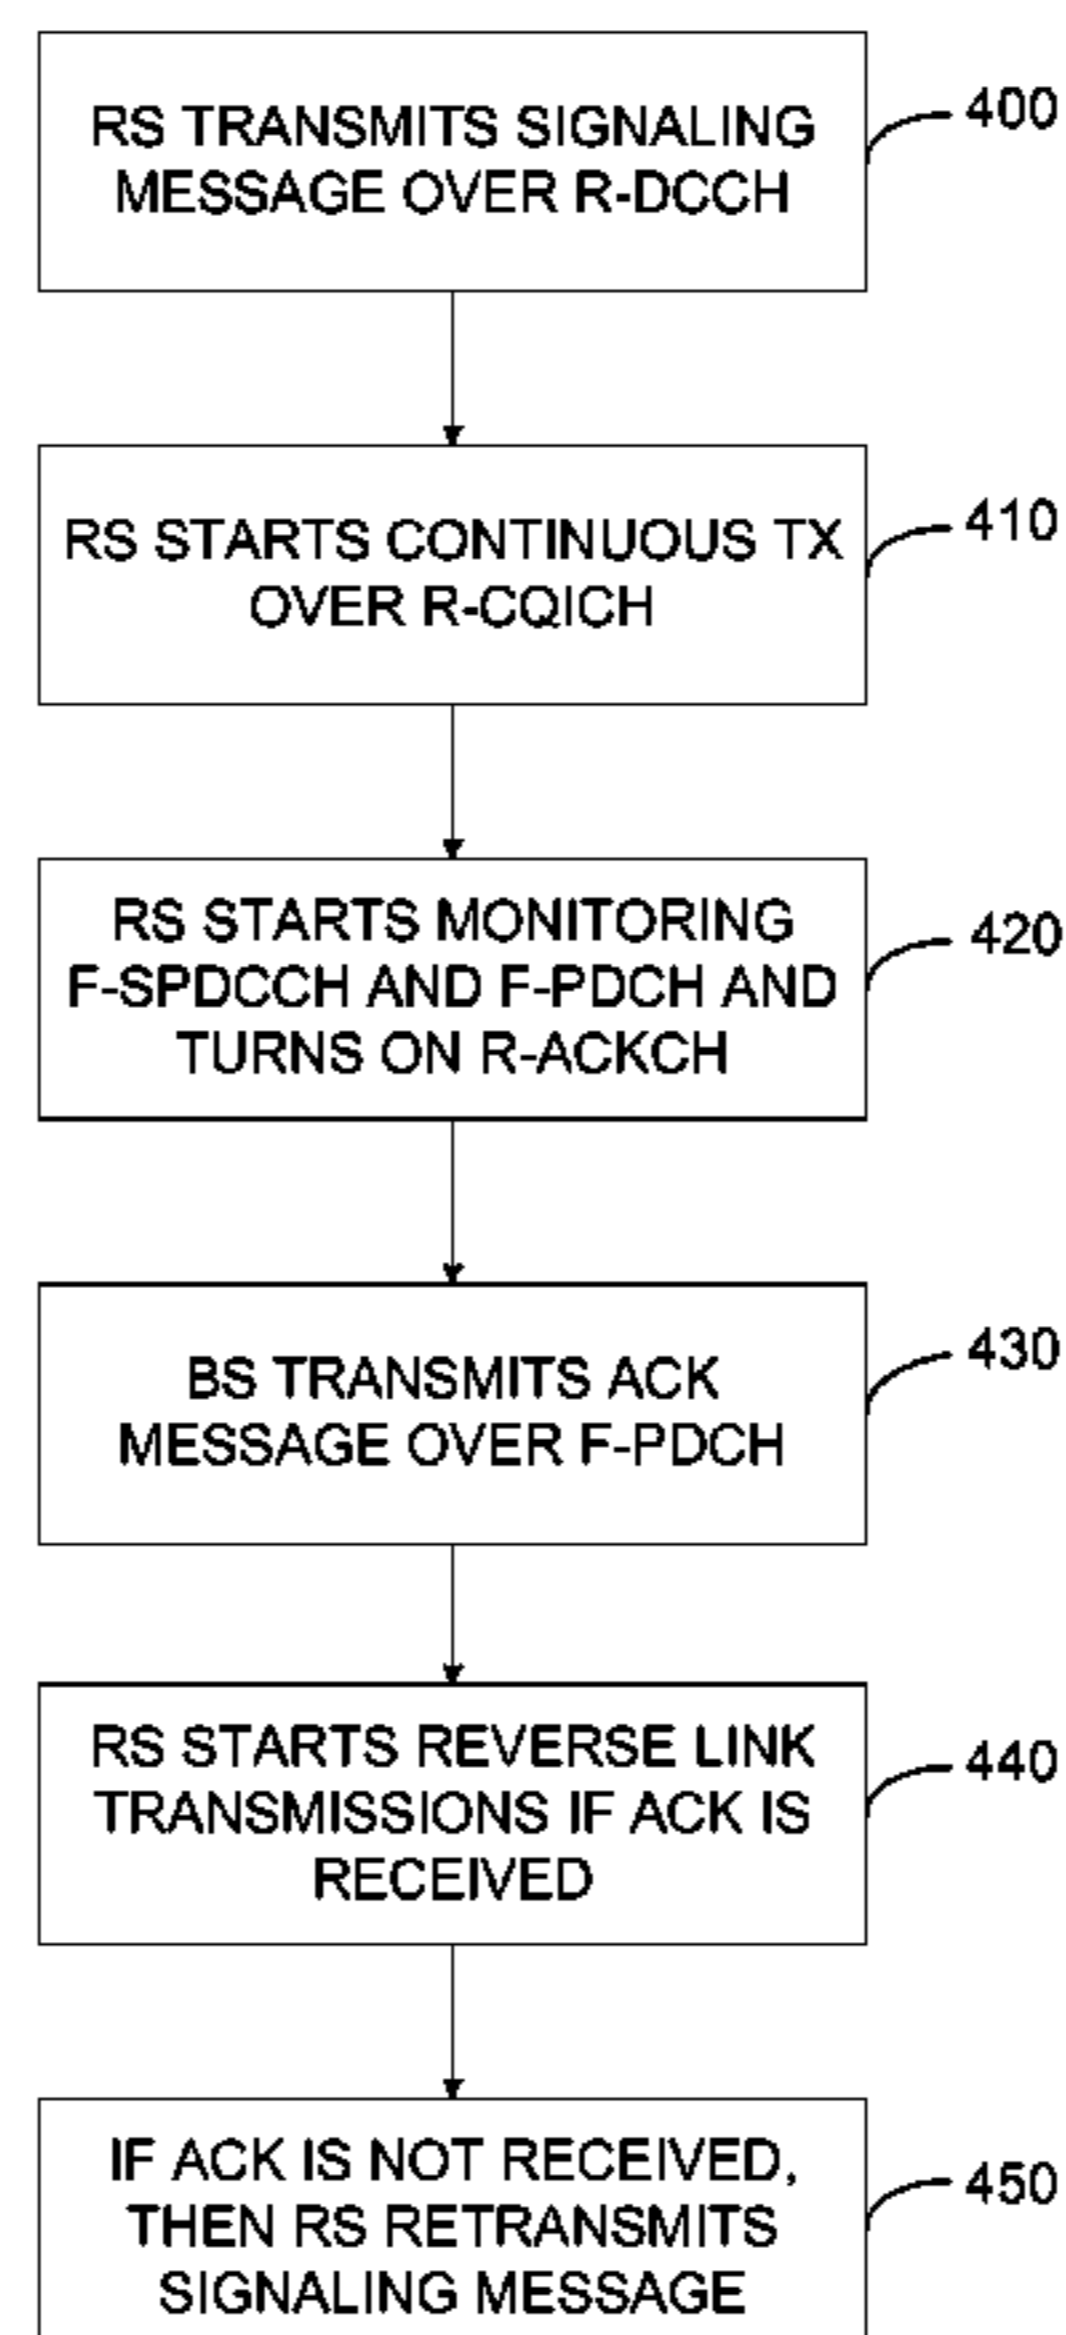 RS TRANSMITS SIGNALING
MESSAGE OVER R-DCCH
400
RS STARTS CONTINUOUS TX
OVER R-CQICH
410
RS STARTS MONITORING
F-SPDCCH AND F-PDCH AND
TURNS ON R-ACKCH
420
BS TRANSMITS ACK
MESSAGE OVER F-PDCH
430
RS STARTS REVERSE LINK
TRANSMISSIONS IF ACK IS
RECEIVED
440
IF ACK IS NOT RECEIVED,
THEN RS RETRANSMITS
SIGNALING MESSAGE
450